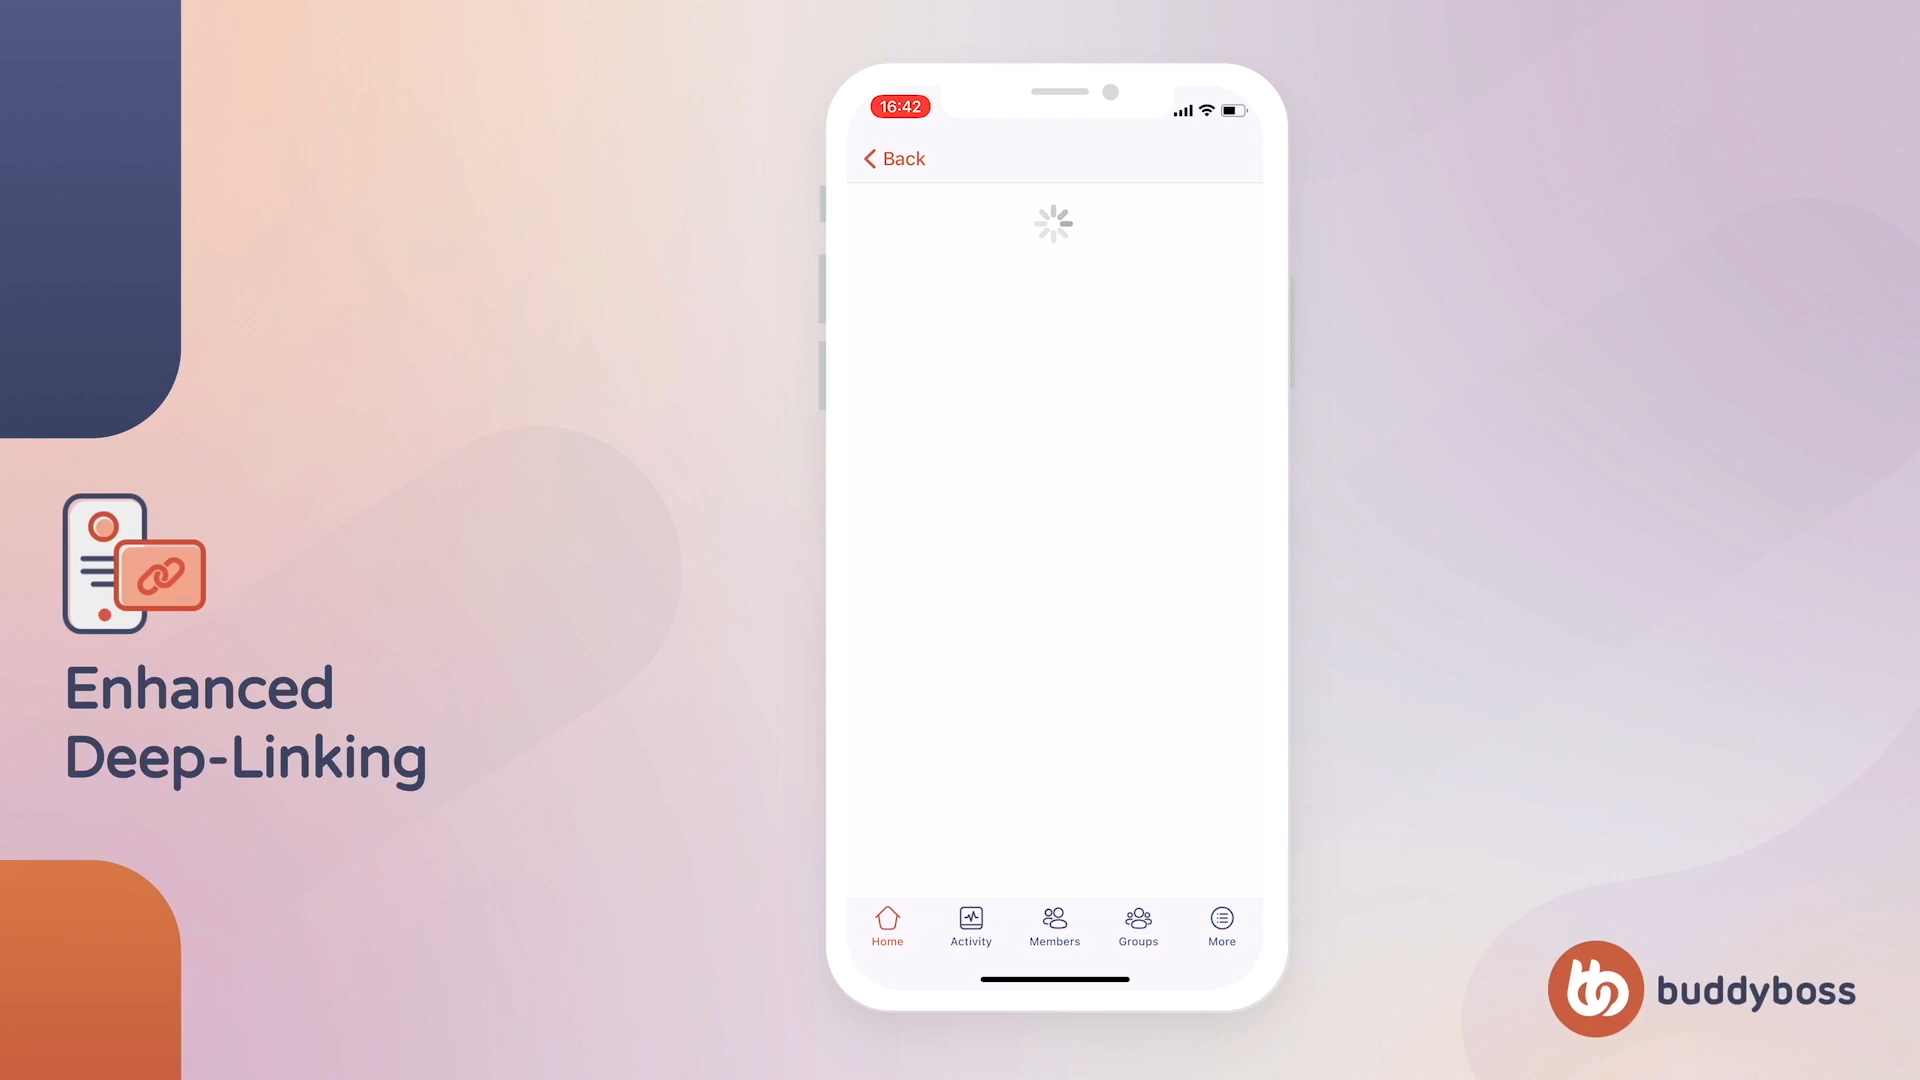 16:42
Back
Enhanced
Deep-Linking
Home
Activity
Members
Groups
More
buddyboss